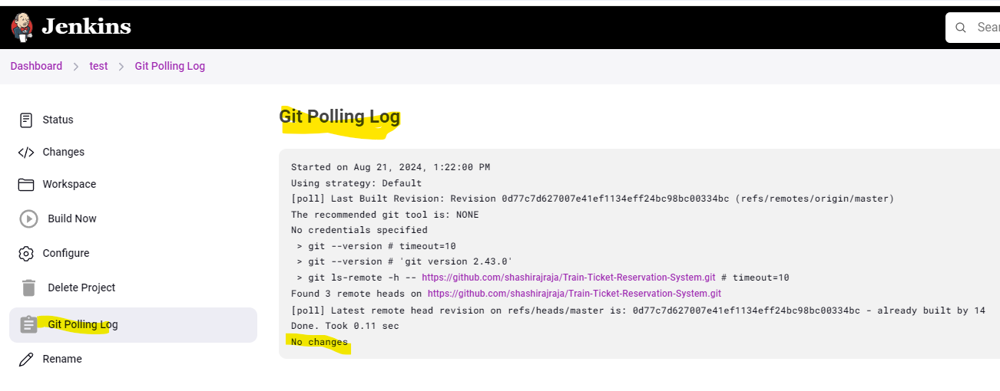 Jenkins
Sear
Dashboard > test > Git Polling Log
Status
Changes
Workspace
Build Now
Configure
Delete Project
Git Polling Log
Rename
Git Polling Log
Started on Aug 21, 2024, 1:22:00 PM
Using strategy: Default
[poll] Last Built Revision: Revision 0d77c7d627007e41ef1134eff24bc98bc00334bc (refs/remotes/origin/master)
The recommended git tool is: NONE
No credentials specified
> git --version # timeout=10
> git --version # 'git version 2.43.0'
> git ls-remote -h -- https://github.com/shashirajraja/Train-Ticket-Reservation-System.git # timeout=10
Found 3 remote heads on https://github.com/shashirajraja/Train-Ticket-Reservation-System.git
[poll] Latest remote head revision on refs/heads/master is: 0d77c7d627007e41ef1134eff24bc98bc00334bc - already built by 14
Done. Took 0.11 sec
No changes